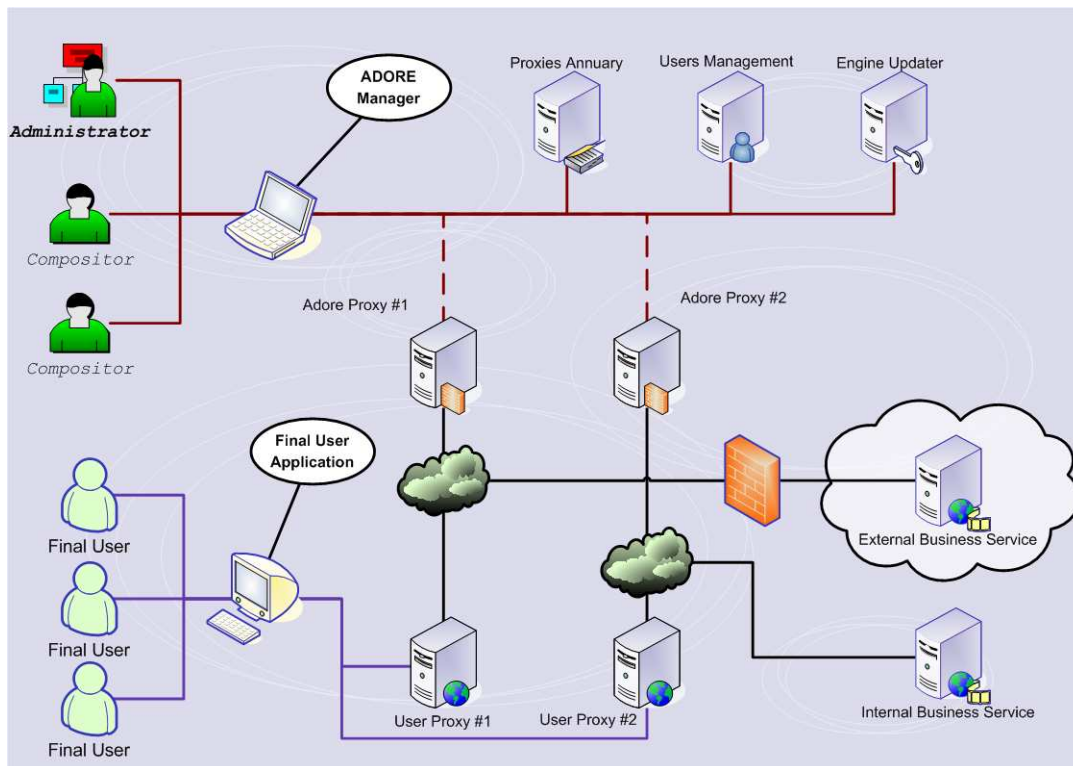 ADORE
Manager
Proxies Annuary
Users Management
Engine Updater
Administrator
Compositor
Adore Proxy #1
Adore Proxy #2
Compositor
Final User
Application
Final User
External Business Service
Final User
Final User
User Proxy #1
User Proxy #2
Internal Business Service